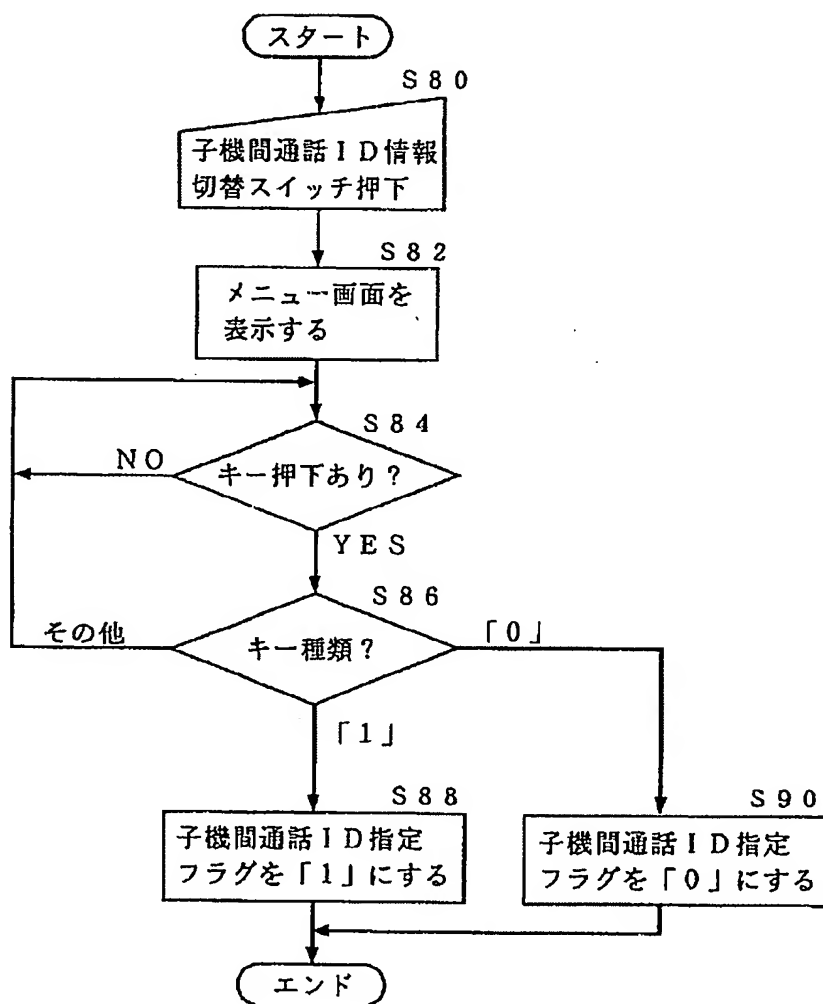 スタート
S80
子機間通話ID情報
切替スイッチ押下
S82
メニュー画面を
表示する
S84
NO
キー押下あり?
YES
S86
その他
キー種類?
「0」
「1」
S88
S90
子機間通話ID指定
フラグを「1」にする
子機間通話ID指定
フラグを「0」にする
エンド